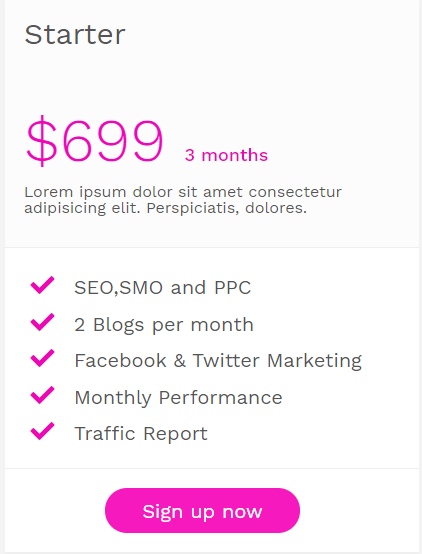 Starter
$699 3 months
Lorem ipsum dolor sit amet consectetur
adipisicing elit. Perspiciatis, dolores.
SEO,SMO and PPC
2 Blogs per month
Facebook & Twitter Marketing
Monthly Performance
Traffic Report
Sign up now